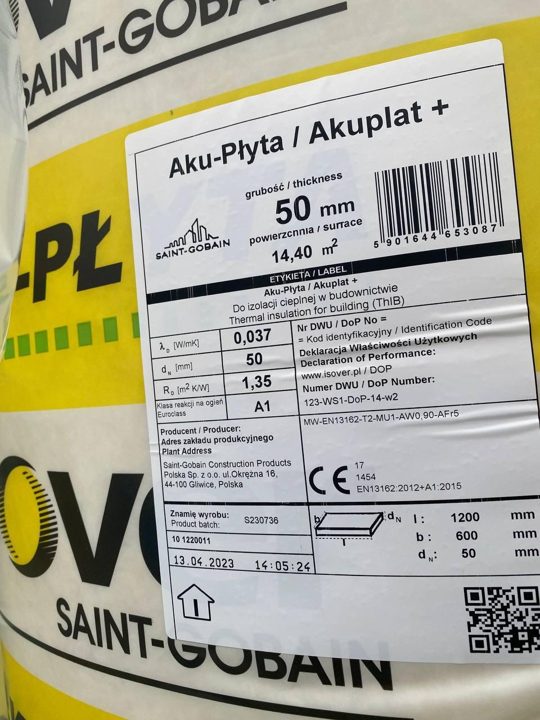 OVO
SAINT-GOBAIN
-PŁ
Aku-Płyta / Akuplat +
grubość / thickness
50 mm
powierzchnia / surface
14,40 m²
SAINT-GOBAIN
5 901644 653087
ETYKIETA / LABEL
Aku-Płyta / Akuplat +
Do izolacji cieplnej w budownictwie
Thermal insulation for building (ThIB)
λD [W/mK] 0,037
dN [mm] 50
RD [m² K/W] 1,35
Klasa reakcji na ogień
Euroclass A1
Nr DWU / DoP No =
= Kod identyfikacyjny / Identification Code
Deklaracja Właściwości Użytkowych
Declaration of Performance:
www.isover.pl / DOP
Numer DWU / DoP Number:
123-WS1-DoP-14-w2
MW-EN13162-T2-MU1-AW0,90-AFr5
Producent / Producer:
Adres zakładu produkcyjnego
Plant Address
Saint-Gobain Construction Products
Polska Sp. z o.o. ul.Okrężna 16,
44-100 Gliwice, Polska
CE
17
1454
EN13162:2012+A1:2015
Znamię wyrobu:
Product batch: S230736
10 1220011
13.04.2023 14:05:24
b dN
l
l : 1200 mm
b : 600 mm
dN: 50 mm
I
OVO
SAINT-GOBAIN